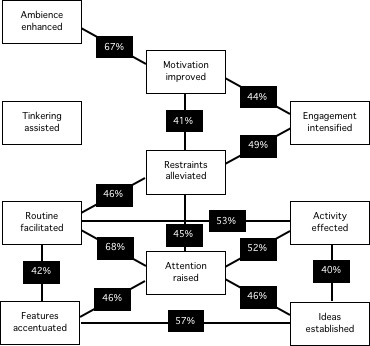 Ambience
enhanced
67%
Motivation
improved
44%
Tinkering
assisted
41%
Engagement
intensified
49%
Restraints
alleviated
46%
Routine
facilitated
53%
Activity
effected
68%
45%
52%
42%
Attention
raised
40%
46%
46%
Features
accentuated
57%
Ideas
established